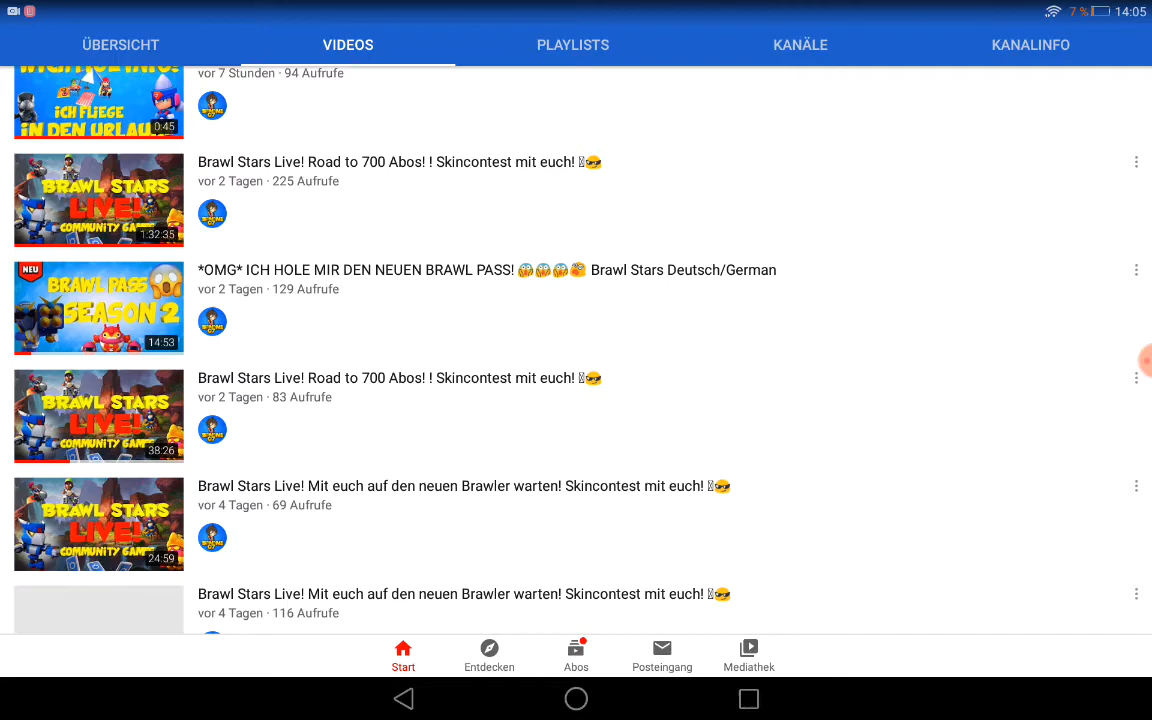 7 % 14:05
ÜBERSICHT VIDEOS PLAYLISTS KANÄLE KANALINFO
WICHTIGE INFO!
ICH FLIEGE
IN DEN URLAUB
0:45
vor 7 Stunden · 94 Aufrufe
BRAWL STARS
LIVE!
COMMUNITY GAMES
1:32:35
Brawl Stars Live! Road to 700 Abos! ! Skincontest mit euch! 😎
vor 2 Tagen · 225 Aufrufe
NEU
BRAWL PASS
SEASON 2
14:53
*OMG* ICH HOLE MIR DEN NEUEN BRAWL PASS! 😱😱😱🤯 Brawl Stars Deutsch/German
vor 2 Tagen · 129 Aufrufe
BRAWL STARS
LIVE!
COMMUNITY GAMES
38:26
Brawl Stars Live! Road to 700 Abos! ! Skincontest mit euch! 😎
vor 2 Tagen · 83 Aufrufe
BRAWL STARS
LIVE!
COMMUNITY GAMES
24:59
Brawl Stars Live! Mit euch auf den neuen Brawler warten! Skincontest mit euch! 😎
vor 4 Tagen · 69 Aufrufe
Brawl Stars Live! Mit euch auf den neuen Brawler warten! Skincontest mit euch! 😎
vor 4 Tagen · 116 Aufrufe
Start Entdecken Abos Posteingang Mediathek